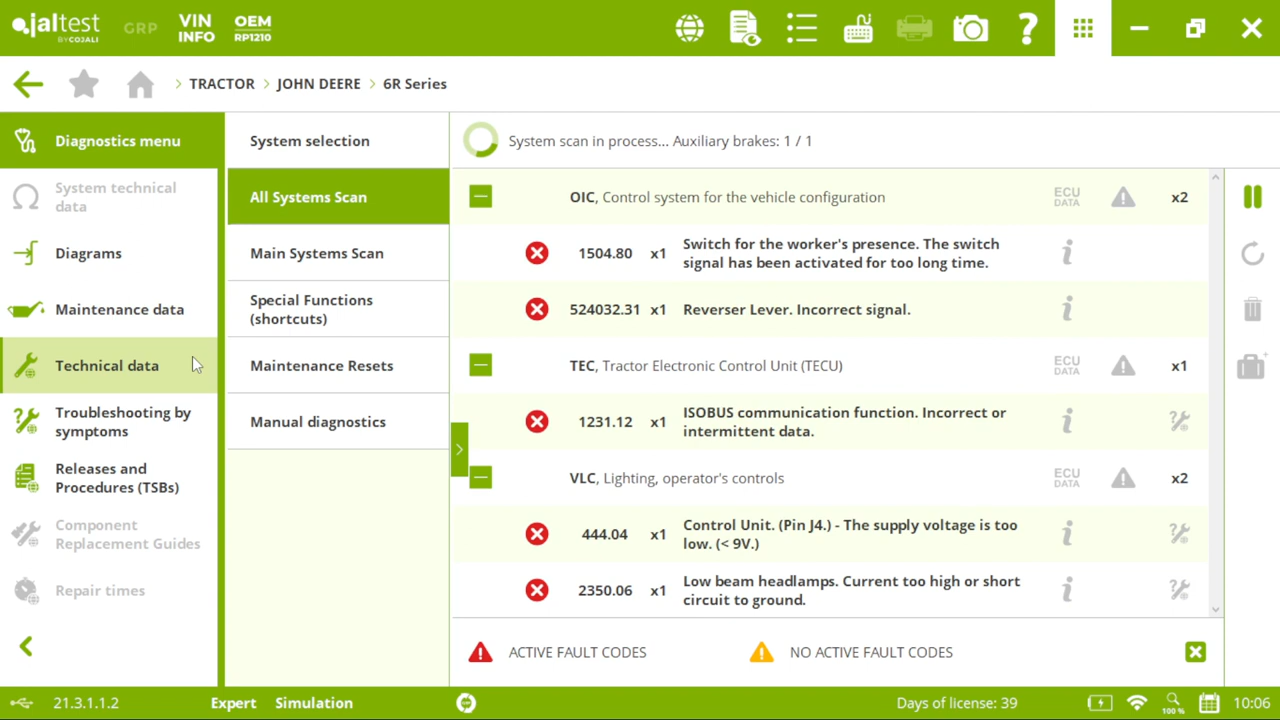 jaltest
BY COJALI
GRP
VIN
INFO
OEM
RP1210
TRACTOR > JOHN DEERE > 6R Series
Diagnostics menu
System technical
data
Diagrams
Maintenance data
Technical data
Troubleshooting by
symptoms
Releases and
Procedures (TSBs)
Component
Replacement Guides
Repair times
System selection
All Systems Scan
Main Systems Scan
Special Functions
(shortcuts)
Maintenance Resets
Manual diagnostics
System scan in process... Auxiliary brakes: 1 / 1
OIC, Control system for the vehicle configuration ECU DATA x2
1504.80 x1 Switch for the worker's presence. The switch
signal has been activated for too long time.
524032.31 x1 Reverser Lever. Incorrect signal.
TEC, Tractor Electronic Control Unit (TECU) ECU DATA x1
1231.12 x1 ISOBUS communication function. Incorrect or
intermittent data.
VLC, Lighting, operator's controls ECU DATA x2
444.04 x1 Control Unit. (Pin J4.) - The supply voltage is too
low. (< 9V.)
2350.06 x1 Low beam headlamps. Current too high or short
circuit to ground.
ACTIVE FAULT CODES
NO ACTIVE FAULT CODES
21.3.1.1.2 Expert Simulation Days of license: 39 100 % 10:06